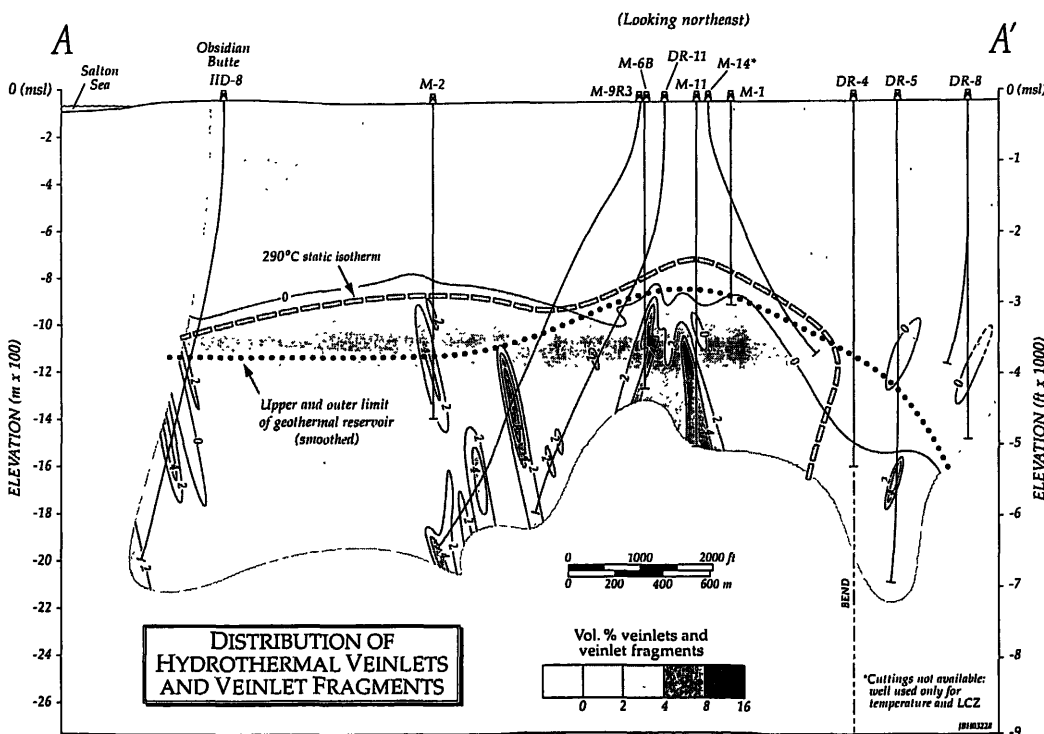 (Looking northeast)
A
A'
Salton
Sea
Obsidian
Butte
IID-8
M-2
M-6B
M-9R3
DR-11
M-11
M-14*
M-1
DR-4
DR-5
DR-8
0 (msl)
-2
-4
-6
-8
-10
-12
-14
-16
-18
-20
-22
-24
-26
ELEVATION (m x 100)
0 (msl)
-1
-2
-3
-4
-5
-6
-7
-8
-9
ELEVATION (ft x 1000)
290°C static isotherm
Upper and outer limit
of geothermal reservoir
(smoothed)
0 1000 2000 ft
0 200 400 600 m
BEND
DISTRIBUTION OF
HYDROTHERMAL VEINLETS
AND VEINLET FRAGMENTS
Vol. % veinlets and
veinlet fragments
0 2 4 8 16
*Cuttings not available:
well used only for
temperature and LCZ